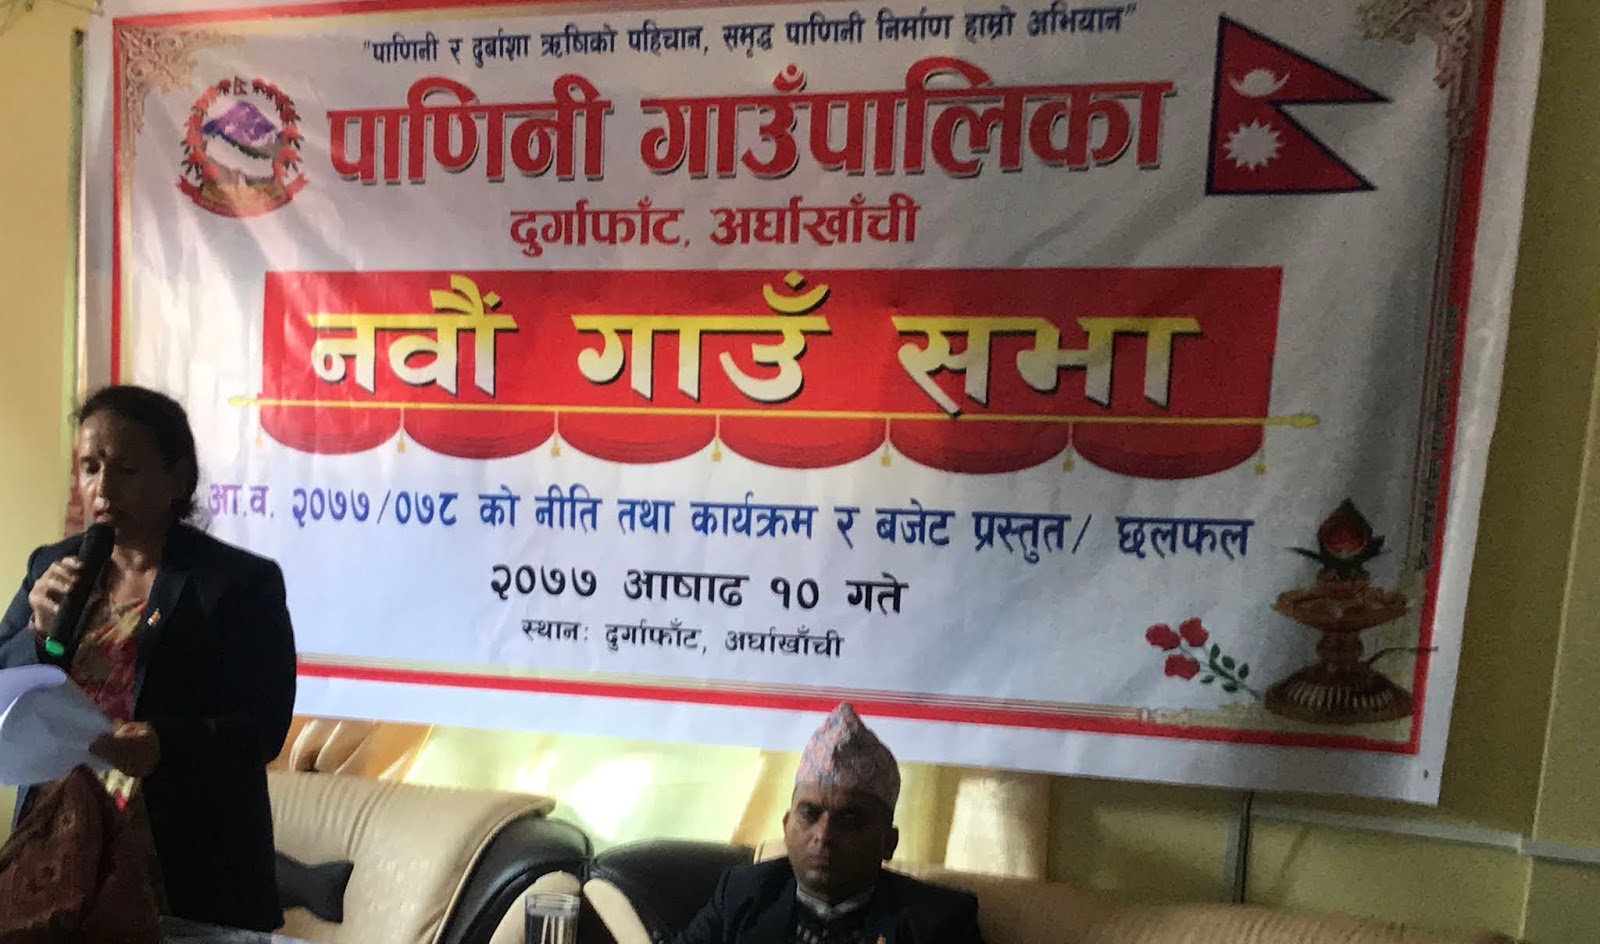 "पाणिनी र दुर्बाशा ऋषिको पहिचान, समृद्ध पाणिनी निर्माण हाम्रो अभियान"
पाणिनी गाउँपालिका
दुर्गाफाँट, अर्घाखाँची
नवौं गाउँ सभा
आ.व. २०७७/०७८ को नीति तथा कार्यक्रम र बजेट प्रस्तुत/ छलफल
२०७७ आषाढ १० गते
स्थान: दुर्गाफाँट, अर्घाखाँची